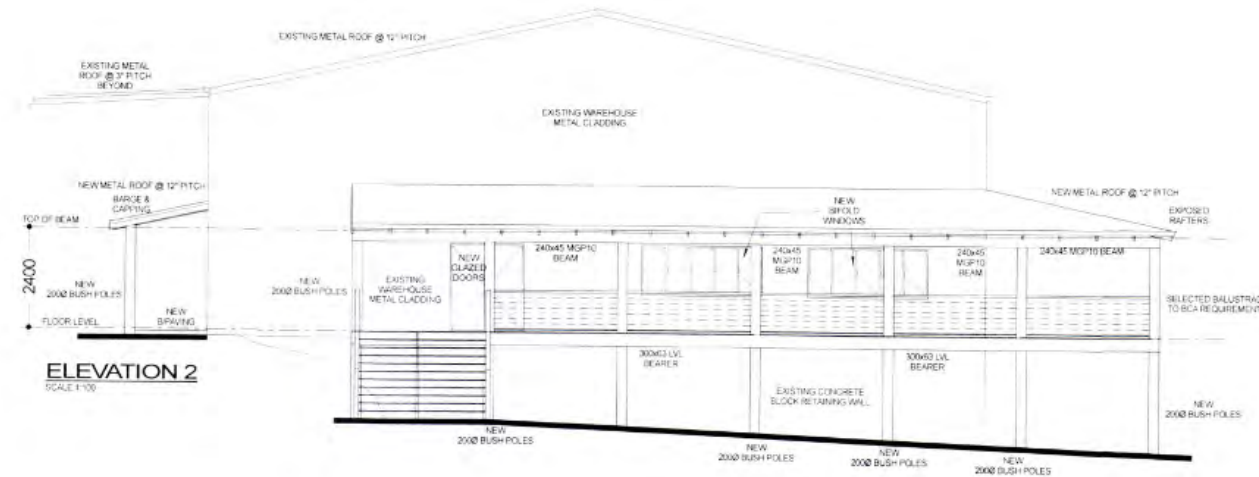 EXISTING METAL ROOF @ 12° PITCH
EXISTING METAL
ROOF @ 3° PITCH
BEYOND
EXISTING WAREHOUSE
METAL CLADDING
NEW METAL ROOF @ 12° PITCH
BARGE &
CAPPING
TOP OF BEAM
NEW METAL ROOF @ 12° PITCH
EXPOSED
RAFTERS
NEW
BIFOLD
WINDOWS
240x45 MGP10
BEAM
240x45
MGP10
BEAM
240x45
MGP10
BEAM
240x45 MGP10 BEAM
NEW
GLAZED
DOORS
2400
NEW
200Ø BUSH POLES
NEW
200Ø BUSH POLES
EXISTING
WAREHOUSE
METAL CLADDING
SELECTED BALUSTRAD
TO BCA REQUIREMENT
FLOOR LEVEL
NEW
B/PAVING
ELEVATION 2
SCALE 1:100
300x63 LVL
BEARER
300x63 LVL
BEARER
EXISTING CONCRETE
BLOCK RETAINING WALL
NEW
200Ø BUSH POLES
NEW
200Ø BUSH POLES
NEW
200Ø BUSH POLES
NEW
200Ø BUSH POLES
NEW
200Ø BUSH POLES